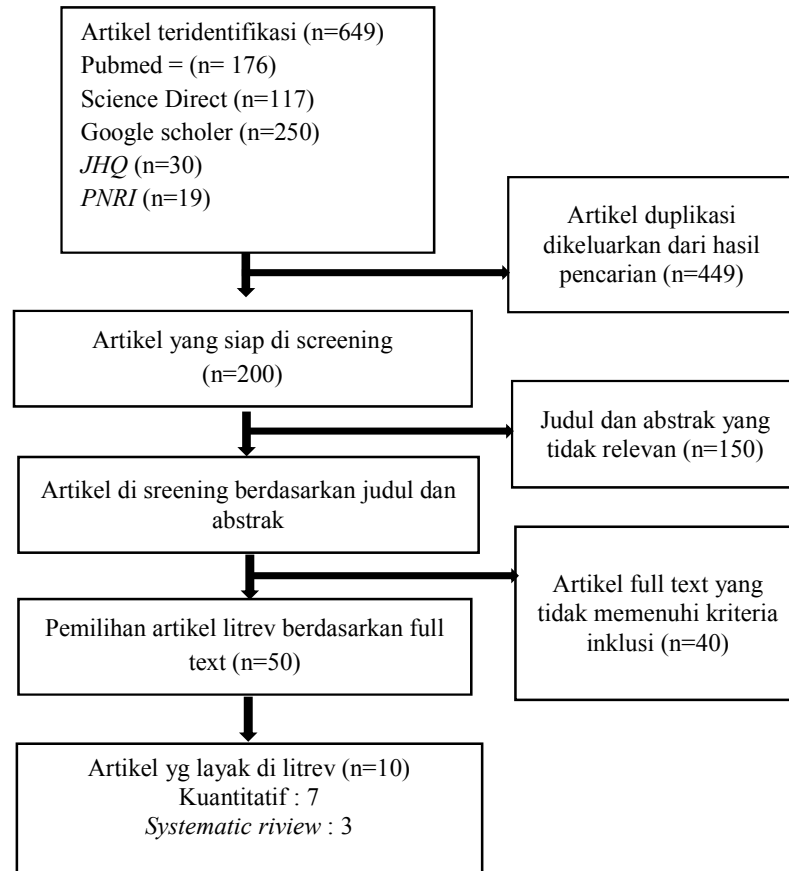 Artikel teridentifikasi (n=649)
Pubmed = (n= 176)
Science Direct (n=117)
Google scholer (n=250)
JHQ (n=30)
PNRI (n=19)
Artikel duplikasi
dikeluarkan dari hasil
pencarian (n=449)
Artikel yang siap di screening
(n=200)
Judul dan abstrak yang
tidak relevan (n=150)
Artikel di sreening berdasarkan judul dan
abstrak
Artikel full text yang
tidak memenuhi kriteria
inklusi (n=40)
Pemilihan artikel litrev berdasarkan full
text (n=50)
Artikel yg layak di litrev (n=10)
Kuantitatif : 7
Systematic riview : 3